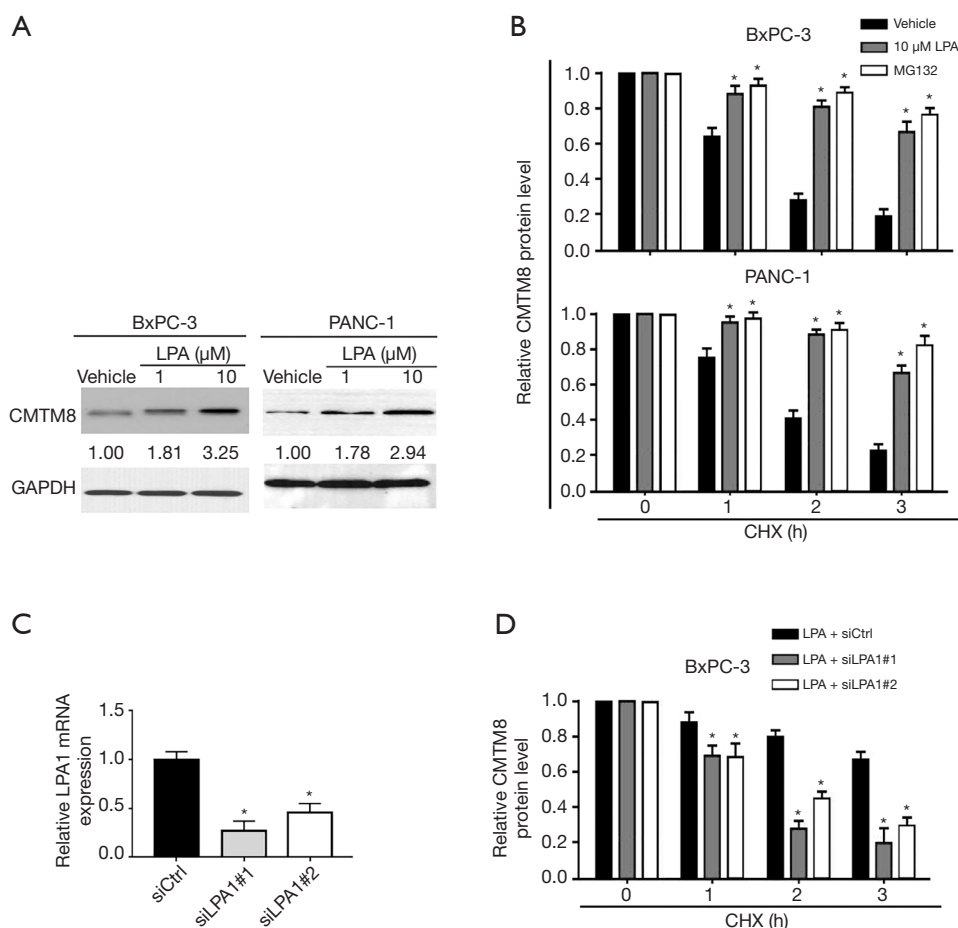 A
BxPC-3
PANC-1
LPA (µM)
LPA (µM)
Vehicle 1 10
Vehicle 1 10
CMTM8
1.00 1.81 3.25
1.00 1.78 2.94
GAPDH
B
Vehicle
10 µM LPA
MG132
BxPC-3
Relative CMTM8 protein level
1.0
* *
* *
* *
0.8
0.6
0.4
0.2
0.0
PANC-1
1.0
* *
* *
* *
0.8
0.6
0.4
0.2
0.0
0 1 2 3
CHX (h)
C
Relative LPA1 mRNA
expression
1.5
1.0
0.5
0.0
* *
siCtrl
siLPA1#1
siLPA1#2
D
LPA + siCtrl
LPA + siLPA1#1
LPA + siLPA1#2
BxPC-3
Relative CMTM8
protein level
1.0
0.8
0.6
0.4
0.2
0.0
* *
* *
* *
0 1 2 3
CHX (h)